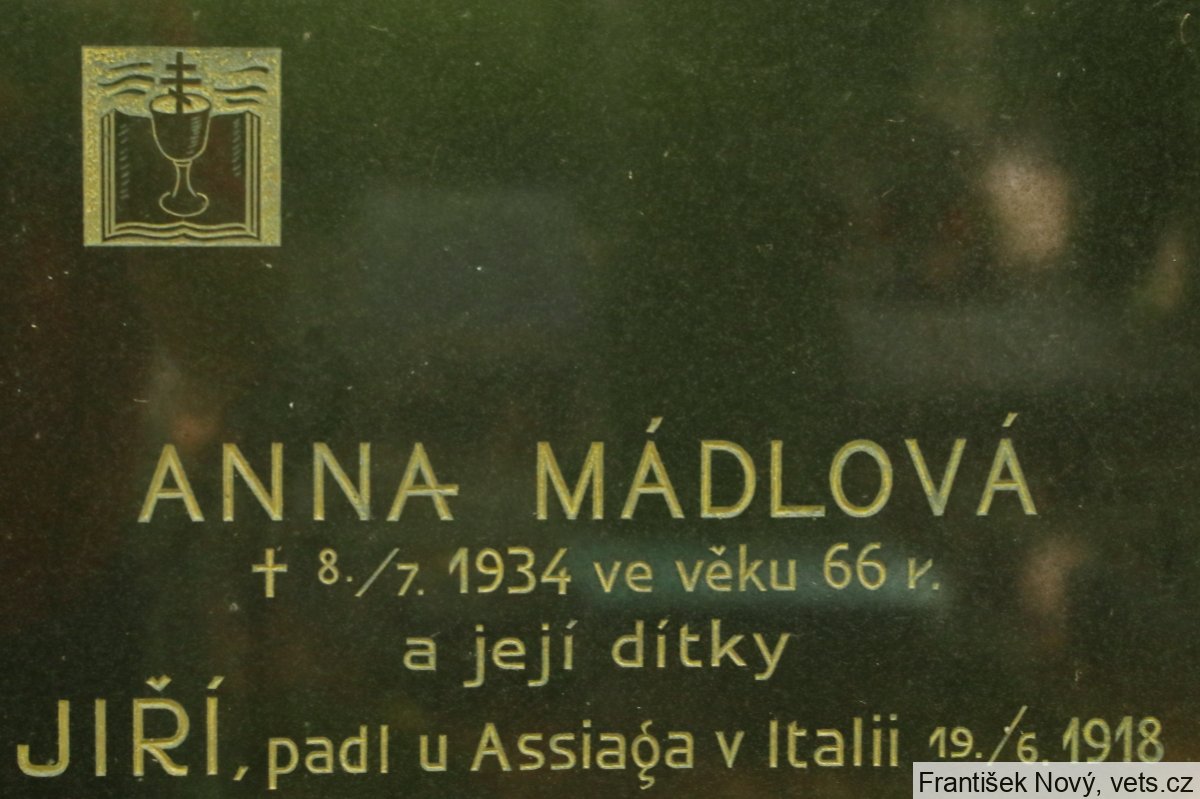 ANNA MÁDLOVÁ
† 8./7. 1934 ve věku 66 r.
a její dítky
JIŘÍ, padl u Assiaga v Italii 19./6. 1918
František Nový, vets.cz